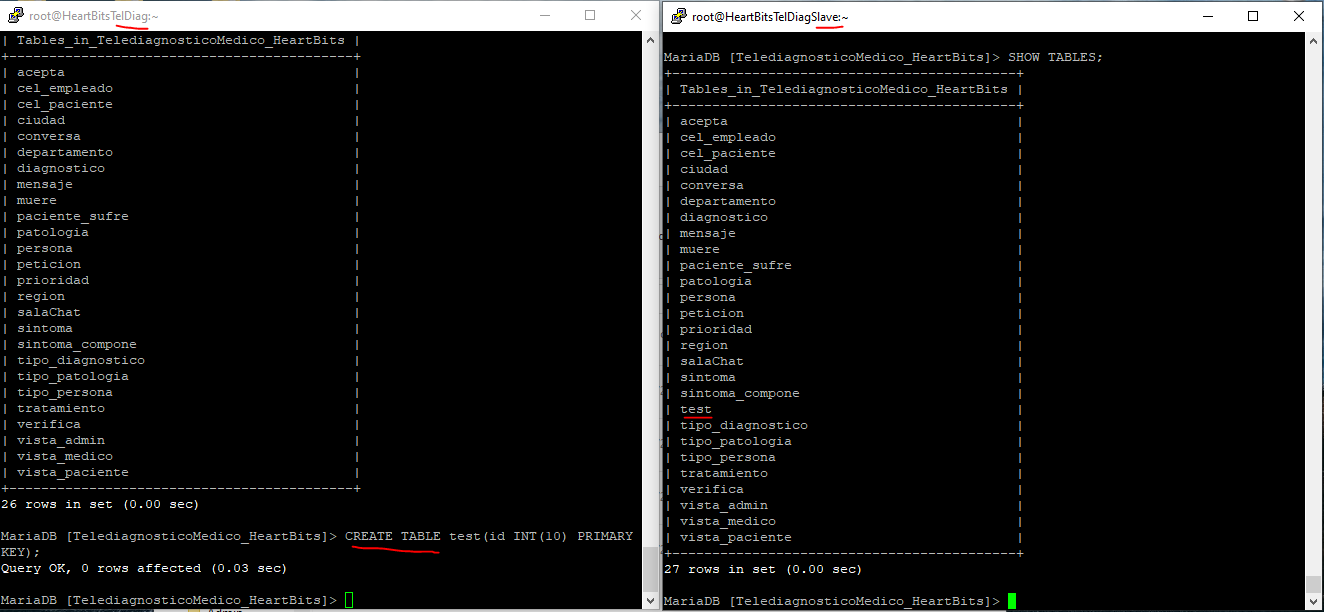 root@HeartBitsTelDiag:~
| Tables_in_TelediagnosticoMedico_HeartBits |
+-------------------------------------------+
| acepta |
| cel_empleado |
| cel_paciente |
| ciudad |
| conversa |
| departamento |
| diagnostico |
| mensaje |
| muere |
| paciente_sufre |
| patologia |
| persona |
| peticion |
| prioridad |
| region |
| salaChat |
| sintoma |
| sintoma_compone |
| tipo_diagnostico |
| tipo_patologia |
| tipo_persona |
| tratamiento |
| verifica |
| vista_admin |
| vista_medico |
| vista_paciente |
+-------------------------------------------+
26 rows in set (0.00 sec)
MariaDB [TelediagnosticoMedico_HeartBits]> CREATE TABLE test(id INT(10) PRIMARY
KEY);
Query OK, 0 rows affected (0.03 sec)
MariaDB [TelediagnosticoMedico_HeartBits]>
root@HeartBitsTelDiagSlave:~
MariaDB [TelediagnosticoMedico_HeartBits]> SHOW TABLES;
+-------------------------------------------+
| Tables_in_TelediagnosticoMedico_HeartBits |
+-------------------------------------------+
| acepta |
| cel_empleado |
| cel_paciente |
| ciudad |
| conversa |
| departamento |
| diagnostico |
| mensaje |
| muere |
| paciente_sufre |
| patologia |
| persona |
| peticion |
| prioridad |
| region |
| salaChat |
| sintoma |
| sintoma_compone |
| test |
| tipo_diagnostico |
| tipo_patologia |
| tipo_persona |
| tratamiento |
| verifica |
| vista_admin |
| vista_medico |
| vista_paciente |
+-------------------------------------------+
27 rows in set (0.00 sec)
MariaDB [TelediagnosticoMedico_HeartBits]>